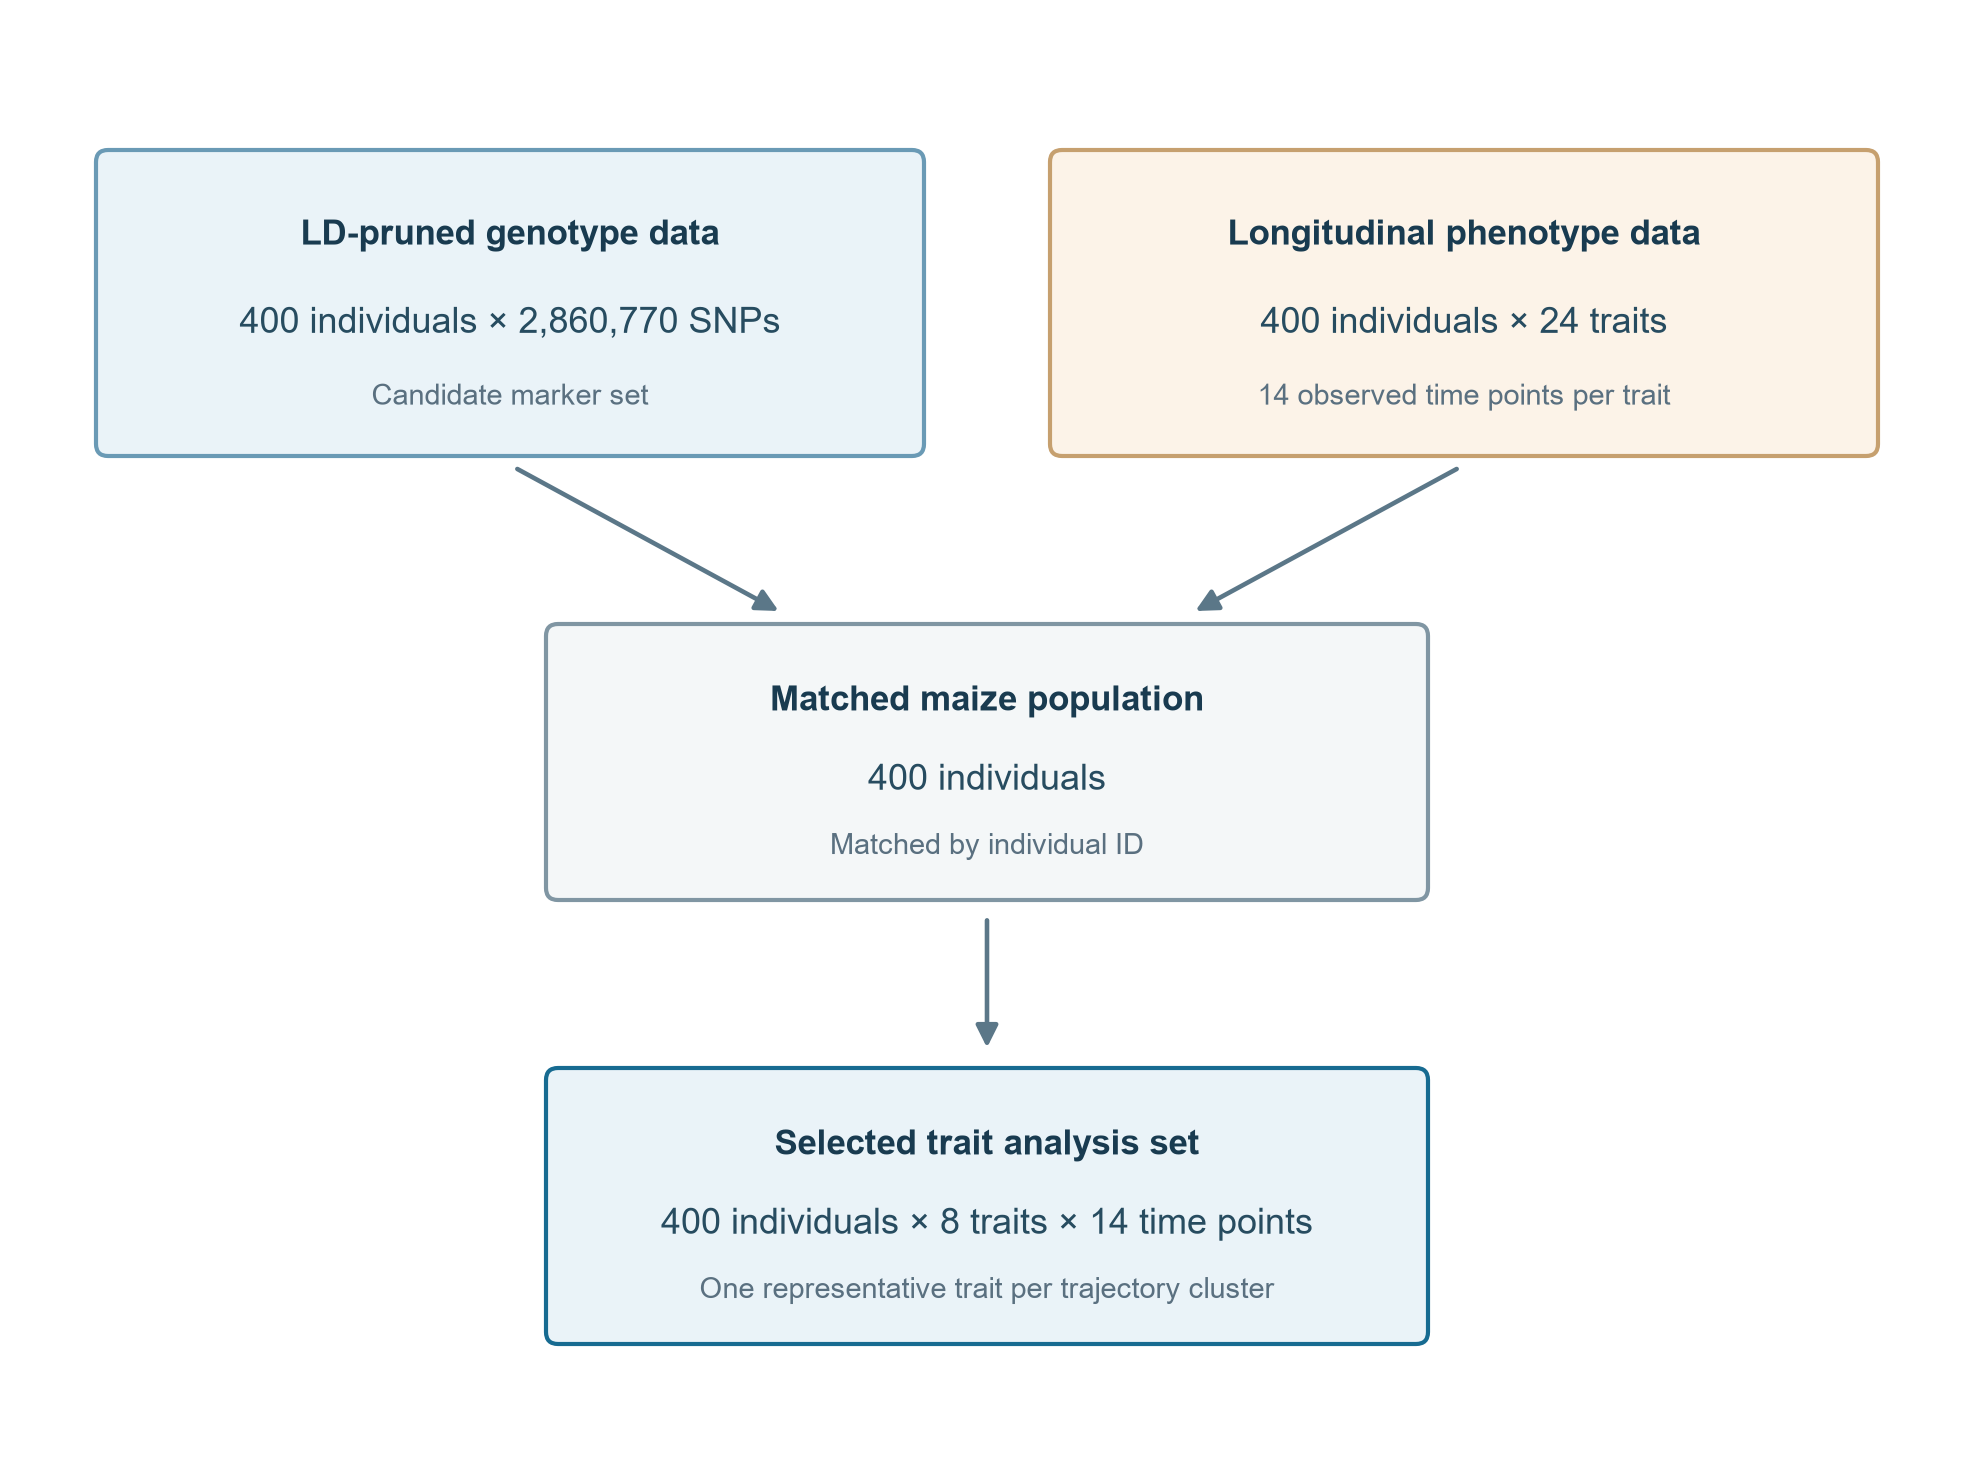 LD-pruned genotype data
400 individuals × 2,860,770 SNPs
Candidate marker set
Longitudinal phenotype data
400 individuals × 24 traits
14 observed time points per trait
Matched maize population
400 individuals
Matched by individual ID
Selected trait analysis set
400 individuals × 8 traits × 14 time points
One representative trait per trajectory cluster